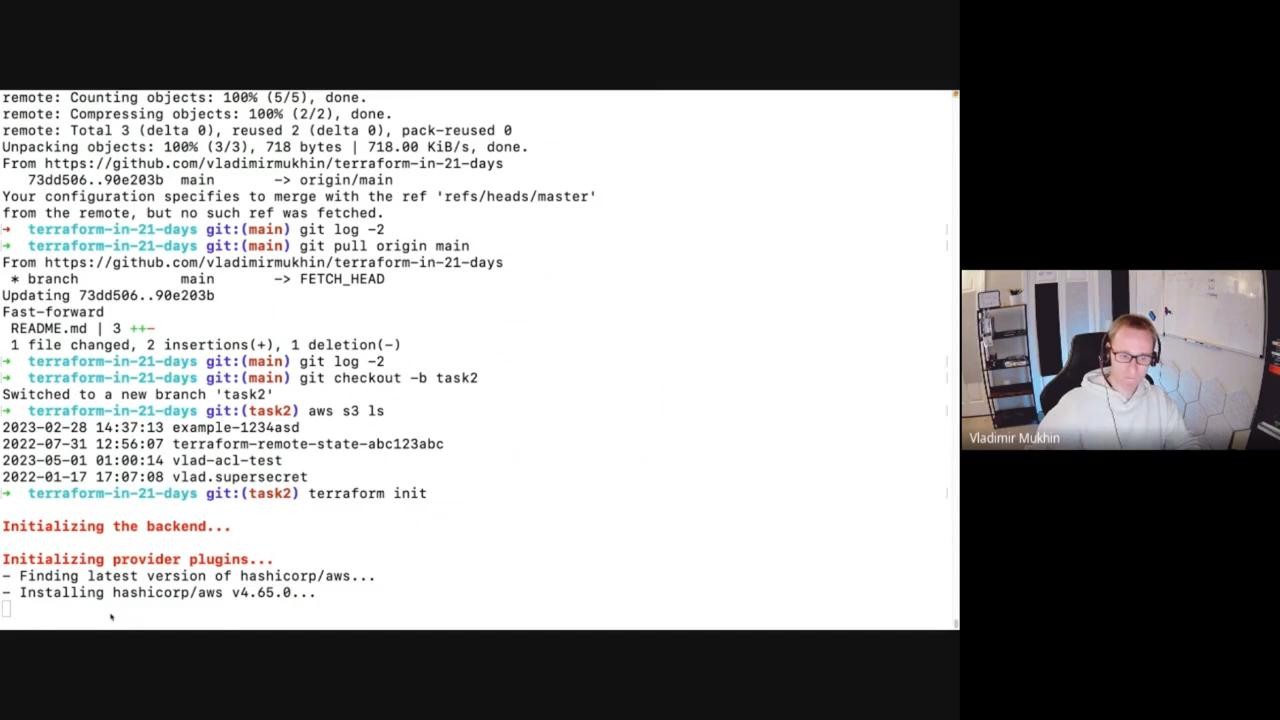 remote: Counting objects: 100% (5/5), done.
remote: Compressing objects: 100% (2/2), done.
remote: Total 3 (delta 0), reused 2 (delta 0), pack-reused 0
Unpacking objects: 100% (3/3), 718 bytes | 718.00 KiB/s, done.
From https://github.com/vladimirmukhin/terraform-in-21-days
73dd506..90e203b  main       -> origin/main
Your configuration specifies to merge with the ref 'refs/heads/master'
from the remote, but no such ref was fetched.
→ terraform-in-21-days git:(main) git log -2
→ terraform-in-21-days git:(main) git pull origin main
From https://github.com/vladimirmukhin/terraform-in-21-days
* branch            main       -> FETCH_HEAD
Updating 73dd506..90e203b
Fast-forward
README.md | 3 ++-
1 file changed, 2 insertions(+), 1 deletion(-)
→ terraform-in-21-days git:(main) git log -2
→ terraform-in-21-days git:(main) git checkout -b task2
Switched to a new branch 'task2'
→ terraform-in-21-days git:(task2) aws s3 ls
2023-02-28 14:37:13 example-1234asd
2022-07-31 12:56:07 terraform-remote-state-abc123abc
2023-05-01 01:00:14 vlad-acl-test
2022-01-17 17:07:08 vlad.supersecret
→ terraform-in-21-days git:(task2) terraform init
Initializing the backend...
Initializing provider plugins...
- Finding latest version of hashicorp/aws...
- Installing hashicorp/aws v4.65.0...
Vladimir Mukhin